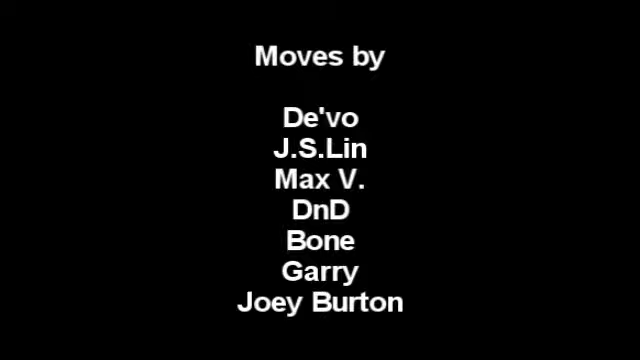 Moves by
De'vo
J.S.Lin
Max V.
DnD
Bone
Garry
Joey Burton